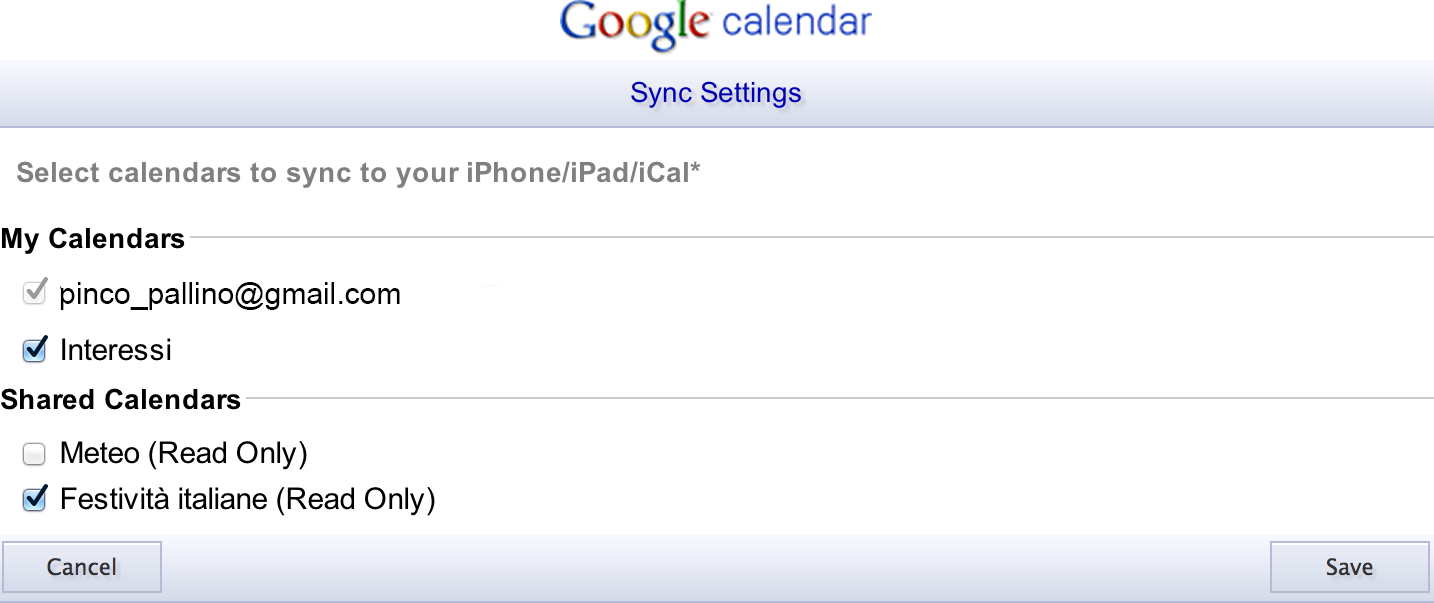 Google calendar
Sync Settings
Select calendars to sync to your iPhone/iPad/iCal*
My Calendars
pinco_pallino@gmail.com
Interessi
Shared Calendars
Meteo (Read Only)
Festività italiane (Read Only)
Cancel Save